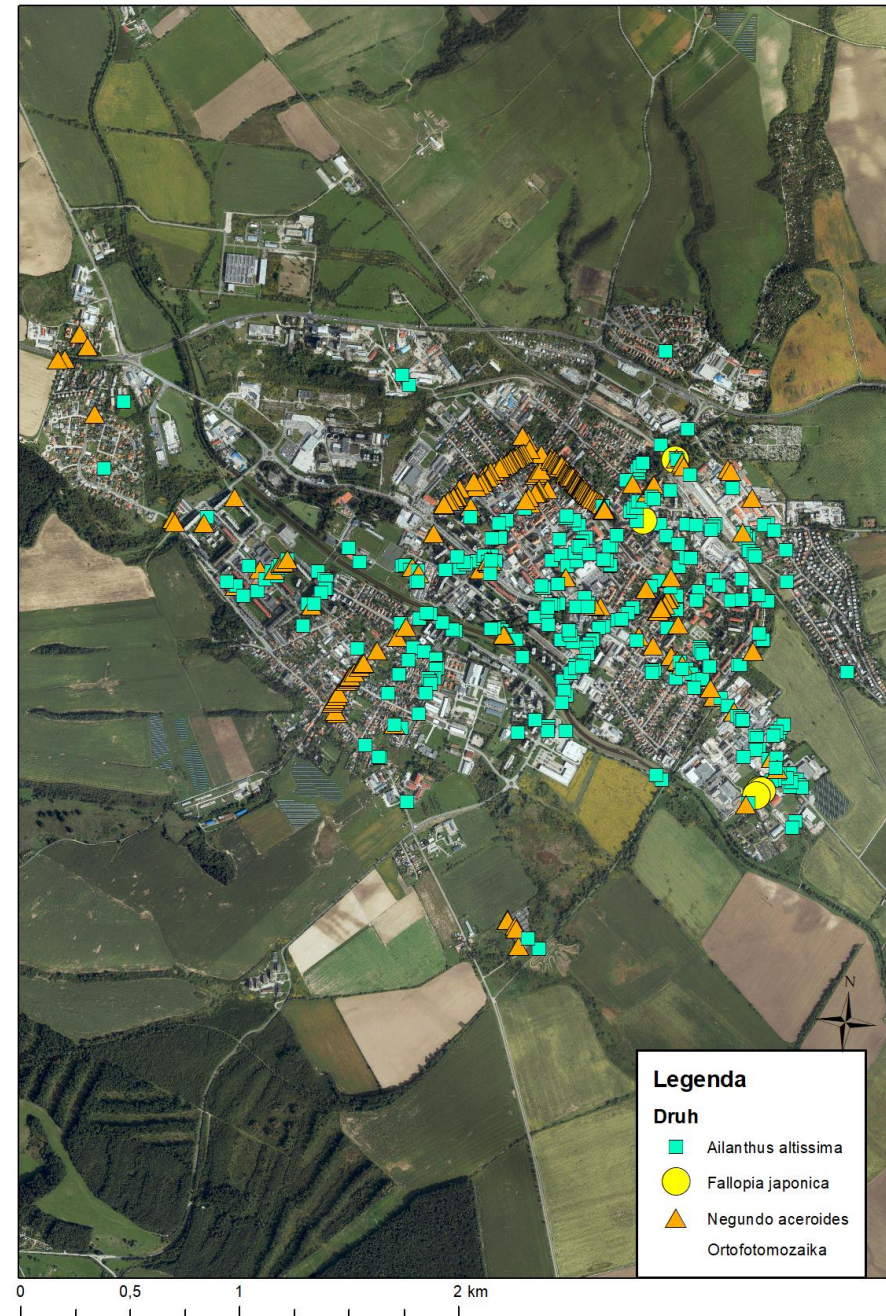 N
Legenda
Druh
Ailanthus altissima
Fallopia japonica
Negundo aceroides
Ortofotomozaika
0 0,5 1 2 km